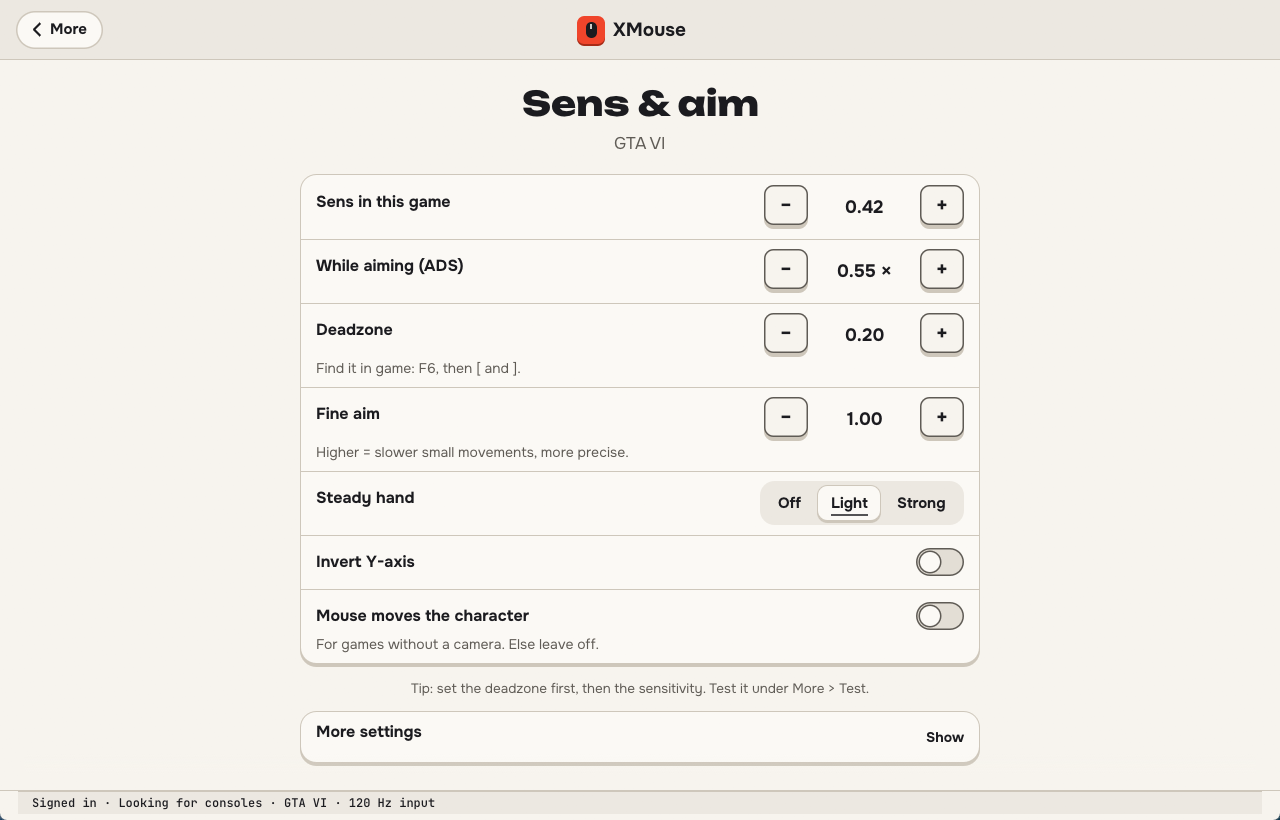 More
XMouse
Sens & aim
GTA VI
Sens in this game
− 0.42 +
While aiming (ADS)
− 0.55 × +
Deadzone
− 0.20 +
Find it in game: F6, then [ and ].
Fine aim
− 1.00 +
Higher = slower small movements, more precise.
Steady hand
Off Light Strong
Invert Y-axis
Mouse moves the character
For games without a camera. Else leave off.
Tip: set the deadzone first, then the sensitivity. Test it under More > Test.
More settings
Show
Signed in · Looking for consoles · GTA VI · 120 Hz input